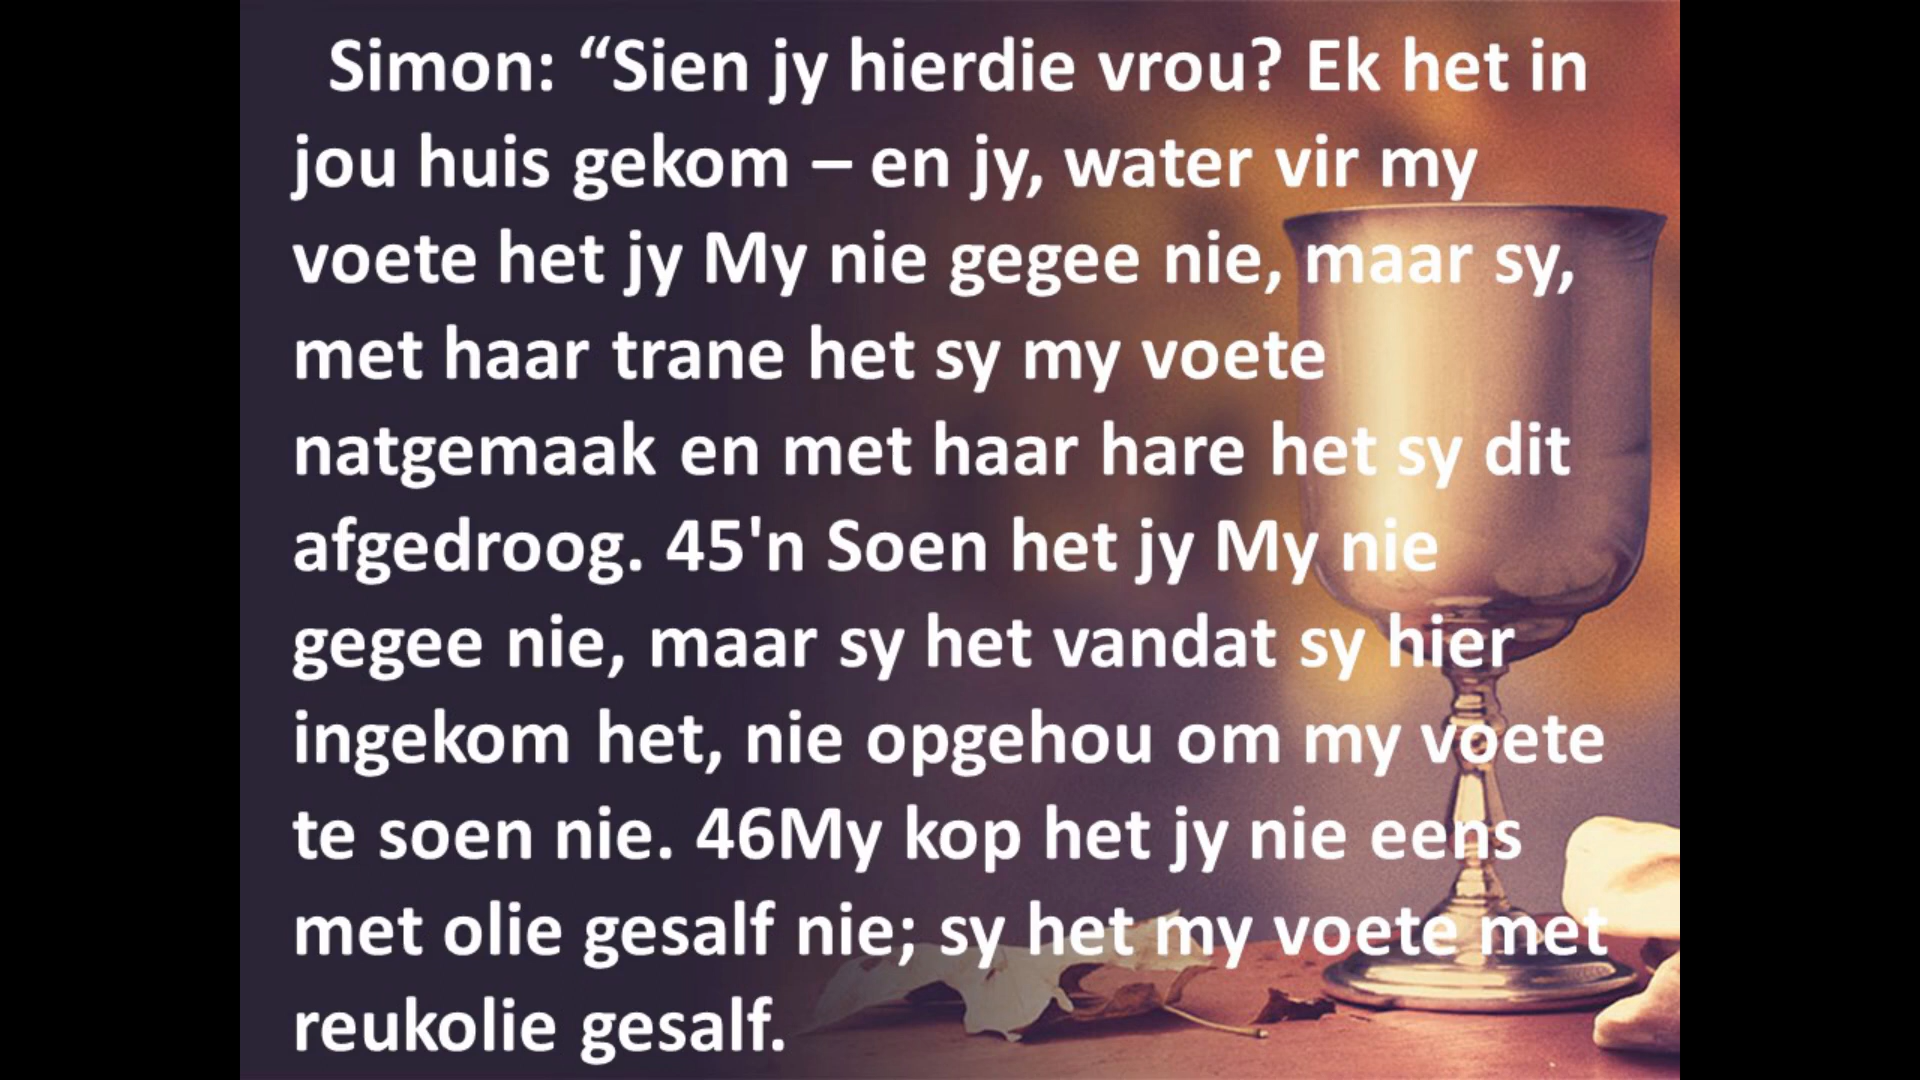 Simon: “Sien jy hierdie vrou? Ek het in
jou huis gekom – en jy, water vir my
voete het jy My nie gegee nie, maar sy,
met haar trane het sy my voete
natgemaak en met haar hare het sy dit
afgedroog. 45'n Soen het jy My nie
gegee nie, maar sy het vandat sy hier
ingekom het, nie opgehou om my voete
te soen nie. 46My kop het jy nie eens
met olie gesalf nie; sy het my voete met
reukolie gesalf.